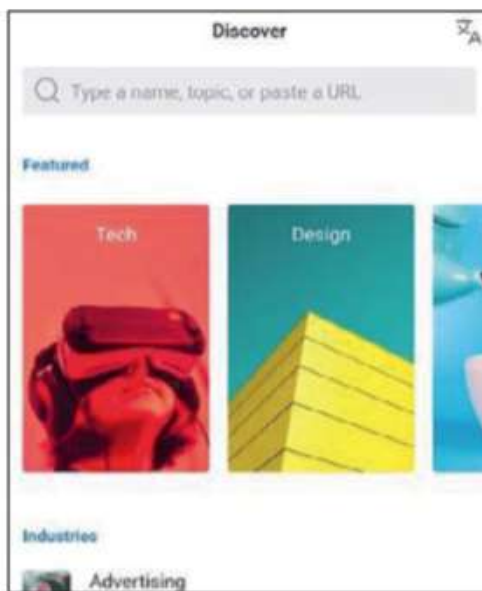 Discover
Type a name, topic, or paste a URL
Featured
Tech
Design
Industries
Advertising